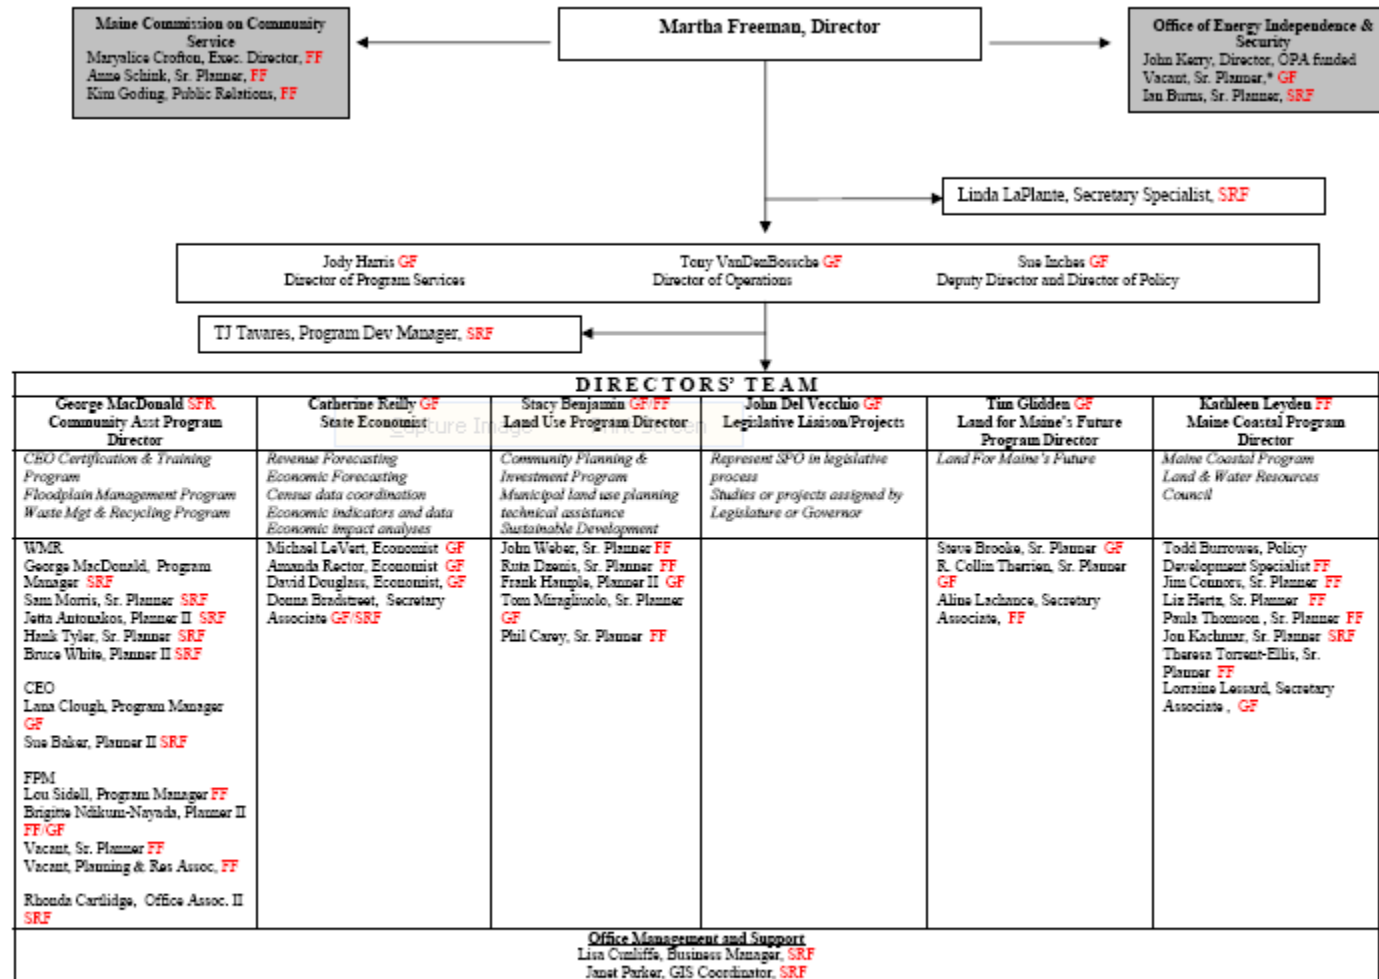 Martha Freeman, Director
Maine Commission on Community
Service
Maryalice Crofton, Exec. Director, FF
Anne Schink, Sr. Planner, FF
Kim Goding, Public Relations, FF
Office of Energy Independence &
Security
John Kerry, Director, OPA funded
Vacant, Sr. Planner,* GF
Ian Burns, Sr. Planner, SRF
Linda LaPlante, Secretary Specialist, SRF
Jody Harris GF
Director of Program Services
Tony VanDenBossche GF
Director of Operations
Sue Inches GF
Deputy Director and Director of Policy
TJ Tavares, Program Dev Manager, SRF
DIRECTORS' TEAM
George MacDonald SFR
Community Asst Program
Director
CEO Certification & Training
Program
Floodplain Management Program
Waste Mgt & Recycling Program
WMR
George MacDonald, Program
Manager SRF
Sam Morris, Sr. Planner SRF
Jetta Antonakos, Planner II SRF
Hank Tyler, Sr. Planner SRF
Bruce White, Planner II SRF
CEO
Lana Clough, Program Manager
GF
Sue Baker, Planner II SRF
FPM
Lou Sidell, Program Manager FF
Brigitte Ndikum-Nayada, Planner II
FF/GF
Vacant, Sr. Planner FF
Vacant, Planning & Res Assoc, FF
Rhonda Cartlidge, Office Assoc. II
SRF
Catherine Reilly GF
State Economist
Revenue Forecasting
Economic Forecasting
Census data coordination
Economic indicators and data
Economic impact analyses
Michael LeVert, Economist GF
Amanda Rector, Economist GF
David Douglass, Economist, GF
Donna Bradstreet, Secretary
Associate GF/SRF
Stacy Benjamin GF/FF
Land Use Program Director
Community Planning &
Investment Program
Municipal land use planning
technical assistance
Sustainable Development
John Weber, Sr. Planner FF
Ruta Dzenis, Sr. Planner FF
Frank Hample, Planner II GF
Tom Miragliuolo, Sr. Planner
GF
Phil Carey, Sr. Planner FF
John Del Vecchio GF
Legislative Liaison/Projects
Represent SPO in legislative
process
Studies or projects assigned by
Legislature or Governor
Tim Glidden GF
Land for Maine's Future
Program Director
Land For Maine's Future
Steve Brooke, Sr. Planner GF
R. Collin Therrien, Sr. Planner
GF
Aline Lachance, Secretary
Associate, FF
Kathleen Leyden FF
Maine Coastal Program
Director
Maine Coastal Program
Land & Water Resources
Council
Todd Burrowes, Policy
Development Specialist FF
Jim Connors, Sr. Planner FF
Liz Hertz, Sr. Planner FF
Paula Thomson , Sr. Planner FF
Jon Kachmar, Sr. Planner SRF
Theresa Torrent-Ellis, Sr.
Planner FF
Lorraine Lessard, Secretary
Associate , GF
Capture Image
Screen
Office Management and Support
Lisa Cunliffe, Business Manager, SRF
Janet Parker, GIS Coordinator, SRF